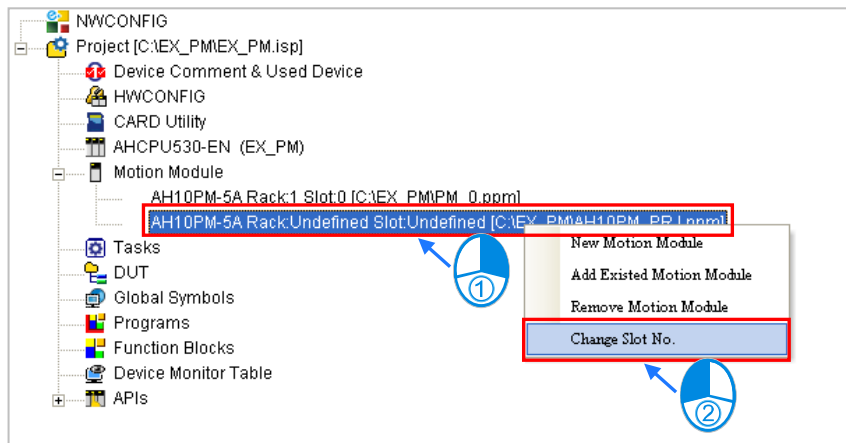 NWCONFIG
Project [C:\EX_PM\EX_PM.isp]
Device Comment & Used Device
HWCONFIG
CARD Utility
AHCPU530-EN (EX_PM)
Motion Module
AH10PM-5A Rack:1 Slot:0 [C:\EX_PM\PM_0.ppm]
AH10PM-5A Rack:Undefined Slot:Undefined [C:\EX_PM\AH10PM_PRJ.ppm]
New Motion Module
Tasks
Add Existed Motion Module
DUT
Remove Motion Module
Global Symbols
Change Slot No.
Programs
Function Blocks
Device Monitor Table
APIs
①
②